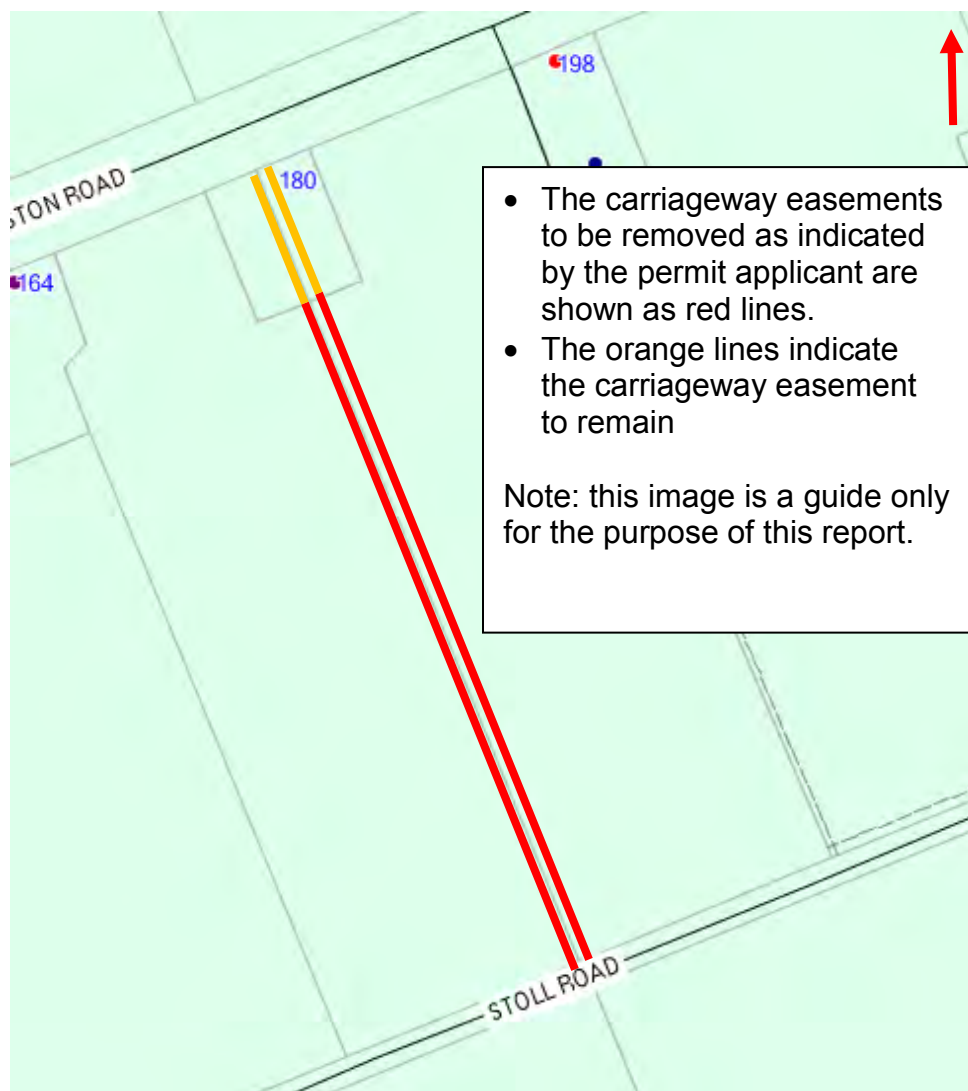 198
180
STON ROAD
164
• The carriageway easements
to be removed as indicated
by the permit applicant are
shown as red lines.
• The orange lines indicate
the carriageway easement
to remain
Note: this image is a guide only
for the purpose of this report.
STOLL ROAD